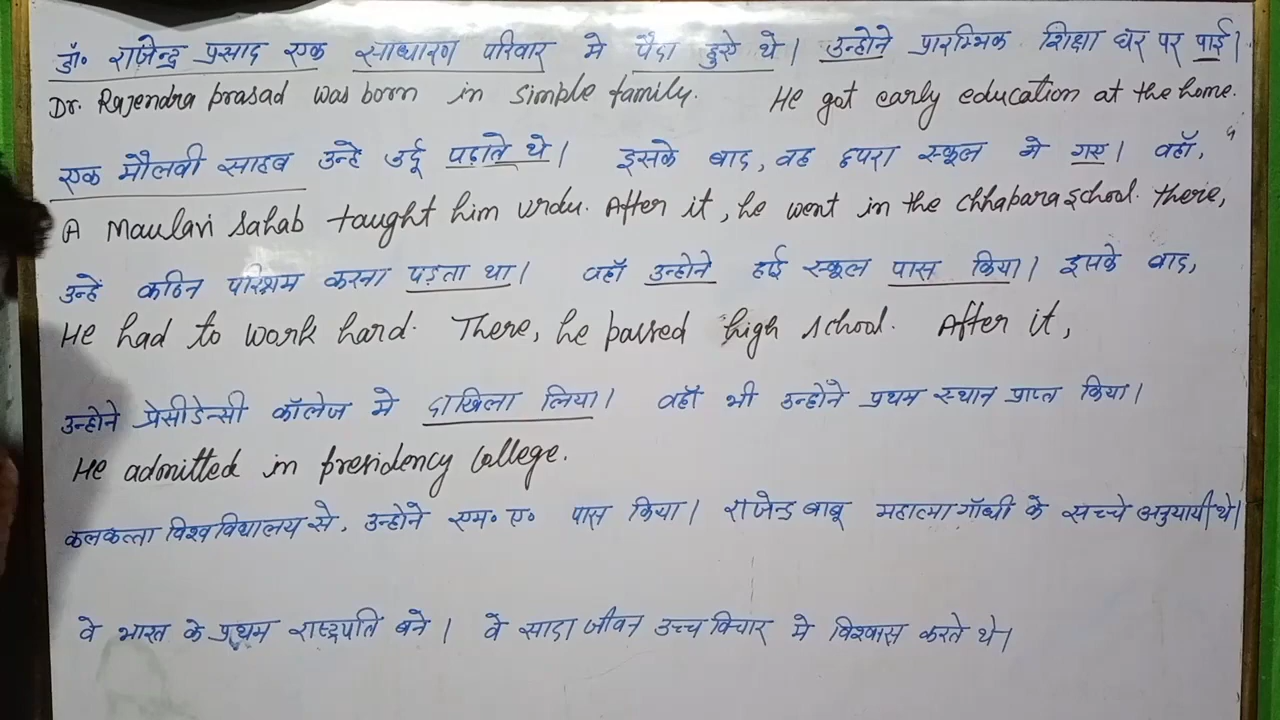 डॉ० राजेन्द्र प्रसाद एक साधारण परिवार मे पैदा हुए थे। उन्होने प्रारम्भिक शिक्षा घर पर पाई।
Dr. Rajendra prasad was born in simple family. He got early education at the home.
एक मौलवी साहब उन्हे उर्दू पढ़ाते थे। इसके बाद, वह छपरा स्कूल मे गए। वहाँ,
A Maulavi Sahab taught him urdu. After it, he went in the Chhapara School. There,
उन्हें कठिन परिश्रम करना पड़ता था। वहाँ उन्होने हाई स्कूल पास किया। इसके बाद,
He had to work hard. There, he passed high school. After it,
उन्होने प्रेसीडेन्सी कॉलेज मे दाखिला लिया। वहाँ भी उन्होंने प्रथम स्थान प्राप्त किया।
He admitted in presidency College.
कलकत्ता विश्वविद्यालय से, उन्होने एम० ए० पास किया। राजेन्द्र बाबू महात्मा गाँधी के सच्चे अनुयायी थे।
वे भारत के प्रथम राष्ट्रपति बने। वे सादा जीवन उच्च विचार मे विश्वास करते थे।